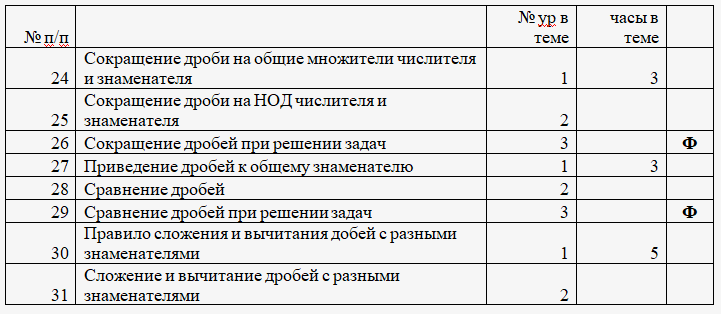 № п/п № ур в теме часы в теме
24 Сокращение дроби на общие множители числителя
и знаменателя 1 3
25 Сокращение дроби на НОД числителя и
знаменателя 2
26 Сокращение дробей при решении задач 3 Ф
27 Приведение дробей к общему знаменателю 1 3
28 Сравнение дробей 2
29 Сравнение дробей при решении задач 3 Ф
30 Правило сложения и вычитания добей с разными
знаменателями 1 5
31 Сложение и вычитание дробей с разными
знаменателями 2